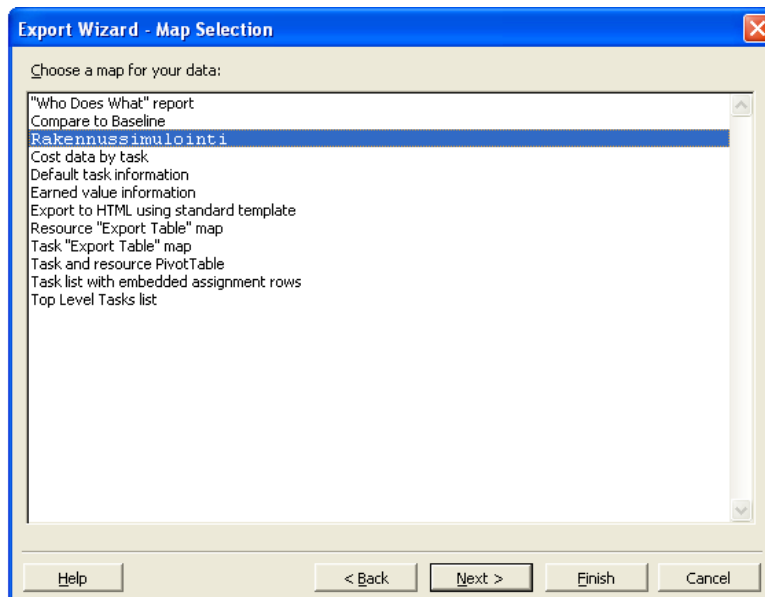 Export Wizard - Map Selection
Choose a map for your data:
"Who Does What" report
Compare to Baseline
Rakennussimulointi
Cost data by task
Default task information
Earned value information
Export to HTML using standard template
Resource "Export Table" map
Task "Export Table" map
Task and resource PivotTable
Task list with embedded assignment rows
Top Level Tasks list
Help
< Back
Next >
Finish
Cancel